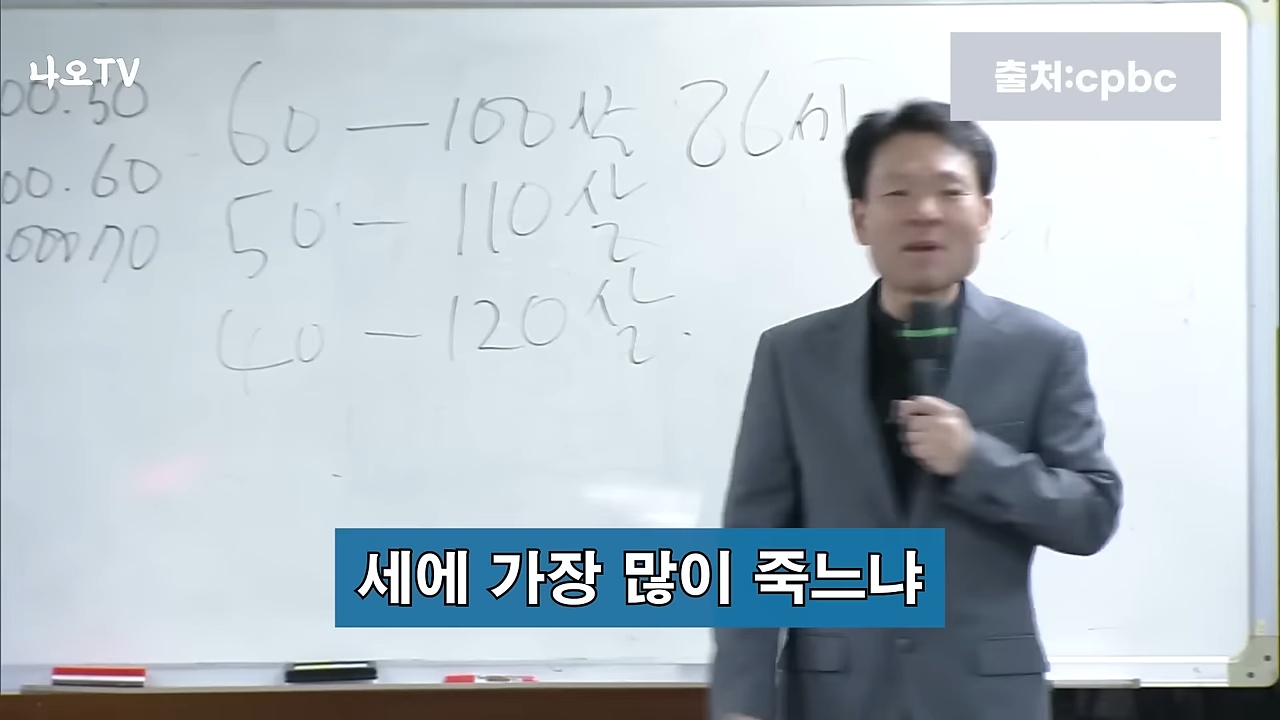 나오TV
출처:cpbc
00.50
60 — 100살 86세
00.60
50 — 110살
00070
40 — 120살.
세에 가장 많이 죽느냐